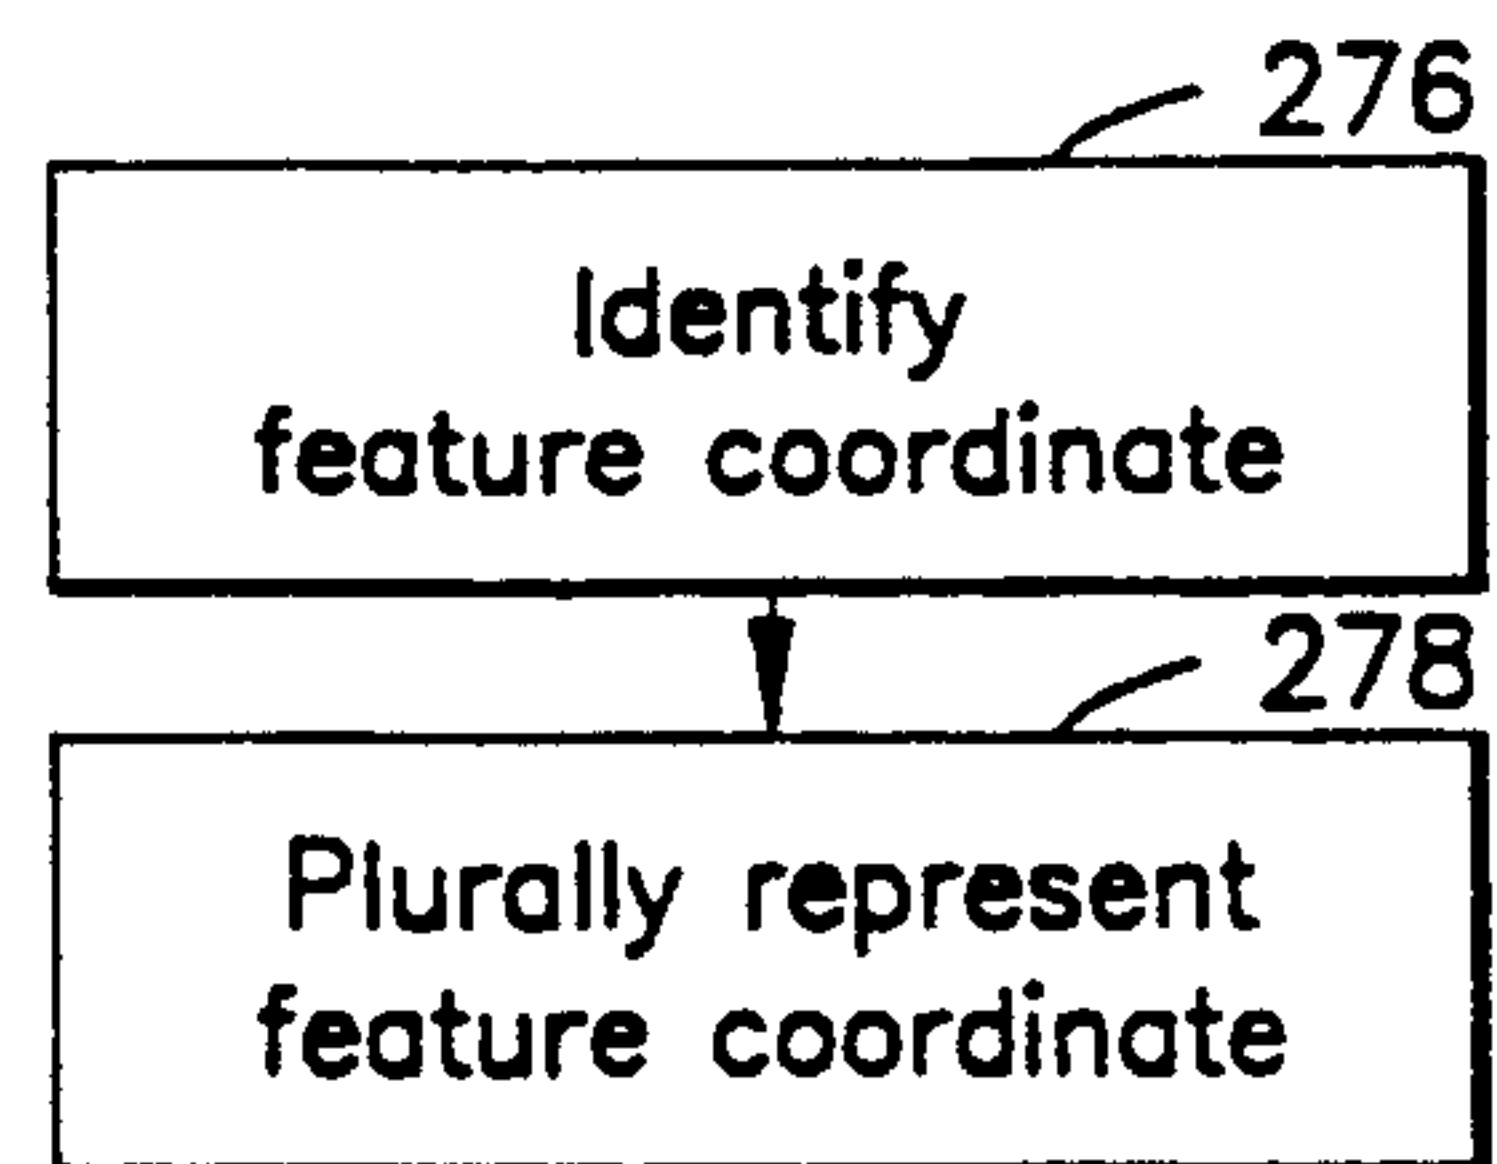 276
Identify
feature coordinate
278
Plurally represent
feature coordinate